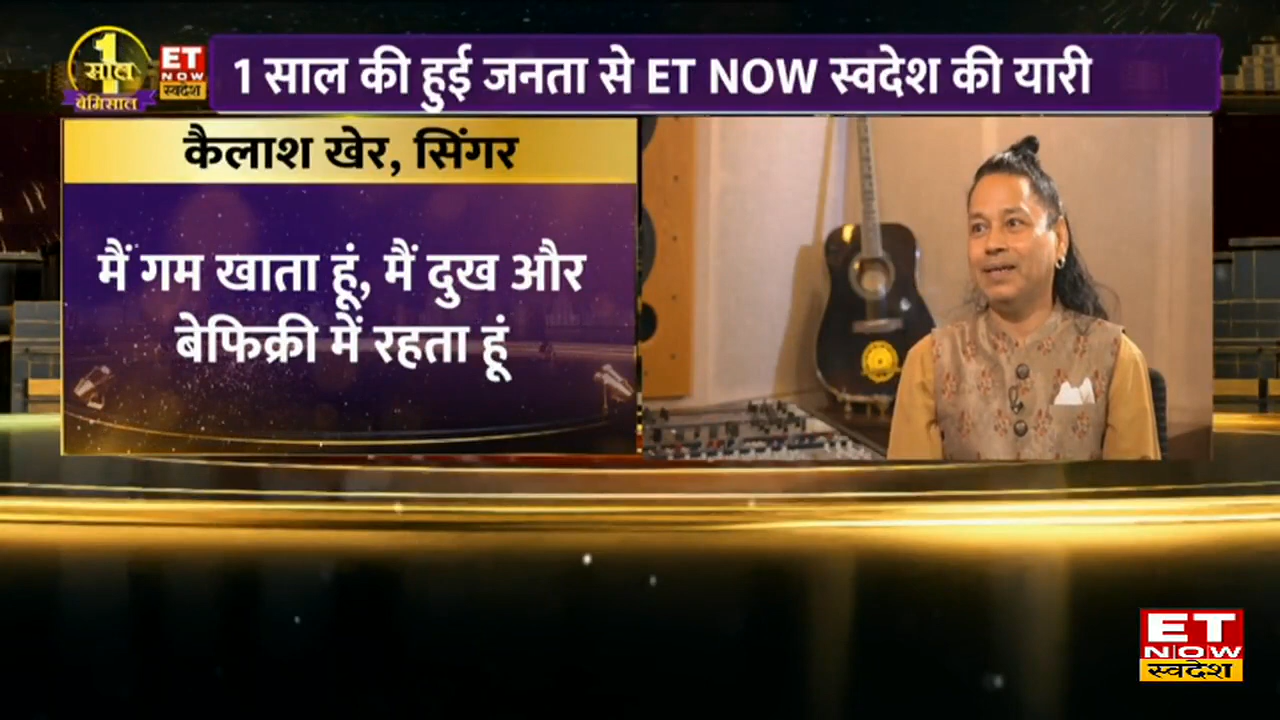 1
साल
बेमिसाल
ET
NOW
स्वदेश
1 साल की हुई जनता से ET NOW स्वदेश की यारी
कैलाश खेर, सिंगर
मैं गम खाता हूं, मैं दुख और
बेफिक्री में रहता हूं
ET
NOW
स्वदेश